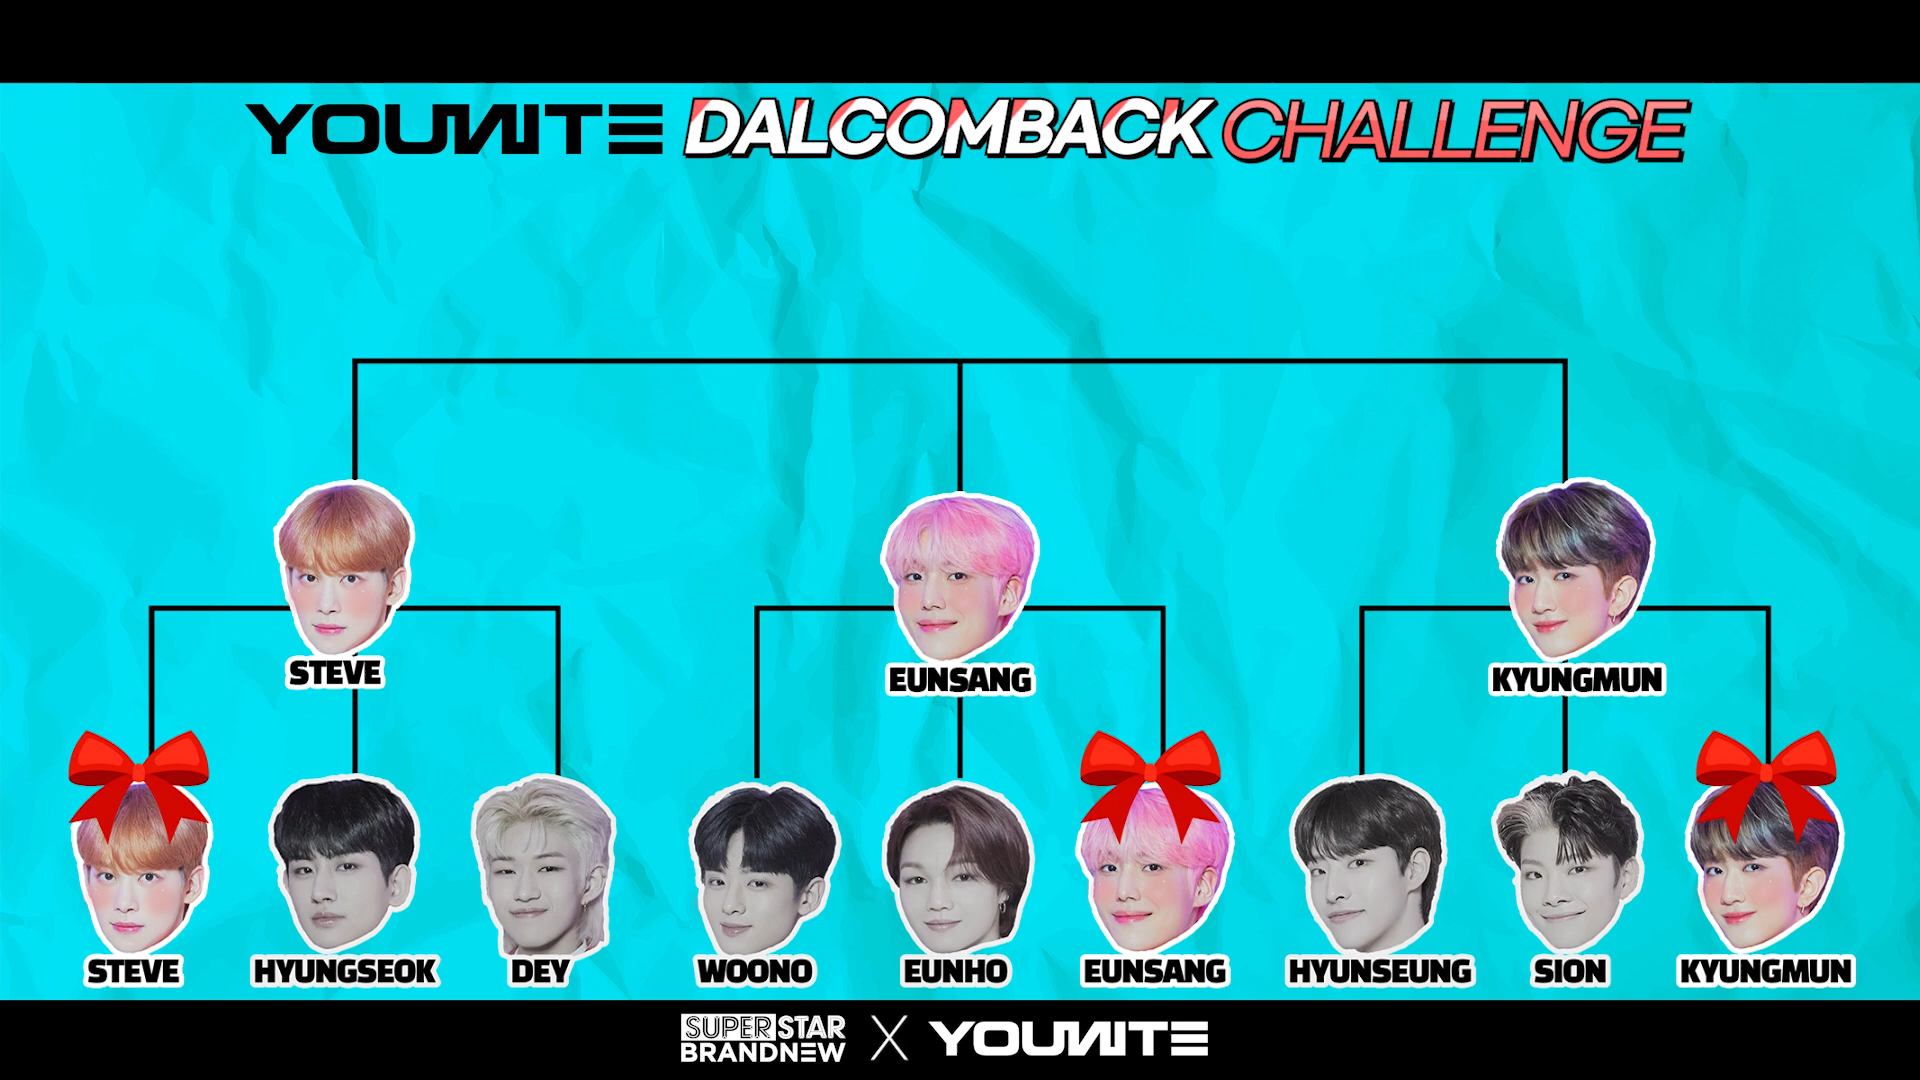 YOUNITE DALCOMBACK CHALLENGE
STEVE
EUNSANG
KYUNGMUN
STEVE
HYUNGSEOK
DEY
WOONO
EUNHO
EUNSANG
HYUNSEUNG
SION
KYUNGMUN
SUPERSTAR
BRANDNEW
X
YOUNITE